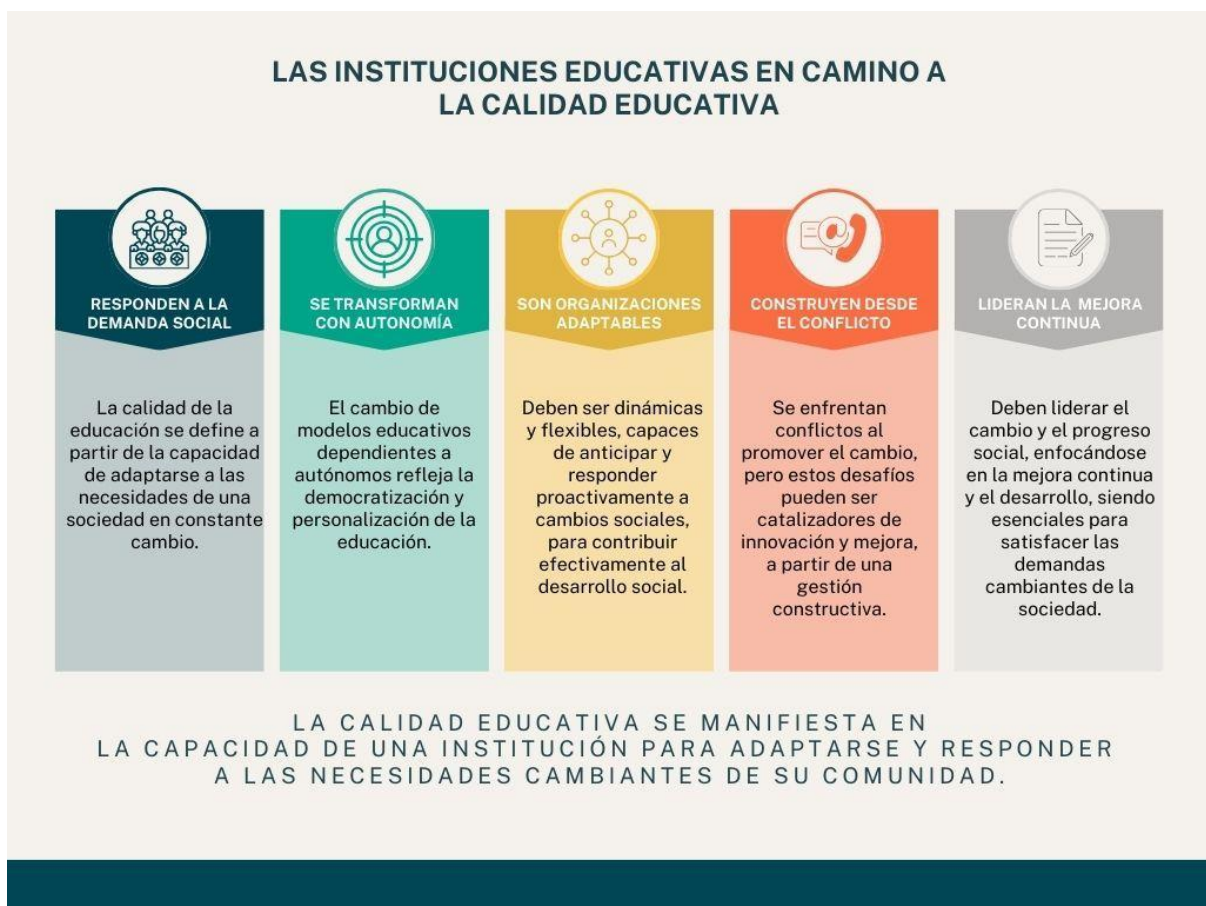 LAS INSTITUCIONES EDUCATIVAS EN CAMINO A
LA CALIDAD EDUCATIVA
RESPONDEN A LA
DEMANDA SOCIAL
La calidad de la
educación se define a
partir de la capacidad
de adaptarse a las
necesidades de una
sociedad en constante
cambio.
SE TRANSFORMAN
CON AUTONOMÍA
El cambio de
modelos educativos
dependientes a
autónomos refleja la
democratización y
personalización de la
educación.
SON ORGANIZACIONES
ADAPTABLES
Deben ser dinámicas
y flexibles, capaces
de anticipar y
responder
proactivamente a
cambios sociales,
para contribuir
efectivamente al
desarrollo social.
CONSTRUYEN DESDE
EL CONFLICTO
Se enfrentan
conflictos al
promover el cambio,
pero estos desafíos
pueden ser
catalizadores de
innovación y mejora,
a partir de una
gestión
constructiva.
LIDERAN LA MEJORA
CONTINUA
Deben liderar el
cambio y el progreso
social, enfocándose
en la mejora continua
y el desarrollo, siendo
esenciales para
satisfacer las
demandas
cambiantes de la
sociedad.
LA CALIDAD EDUCATIVA SE MANIFIESTA EN
LA CAPACIDAD DE UNA INSTITUCIÓN PARA ADAPTARSE Y RESPONDER
A LAS NECESIDADES CAMBIANTES DE SU COMUNIDAD.